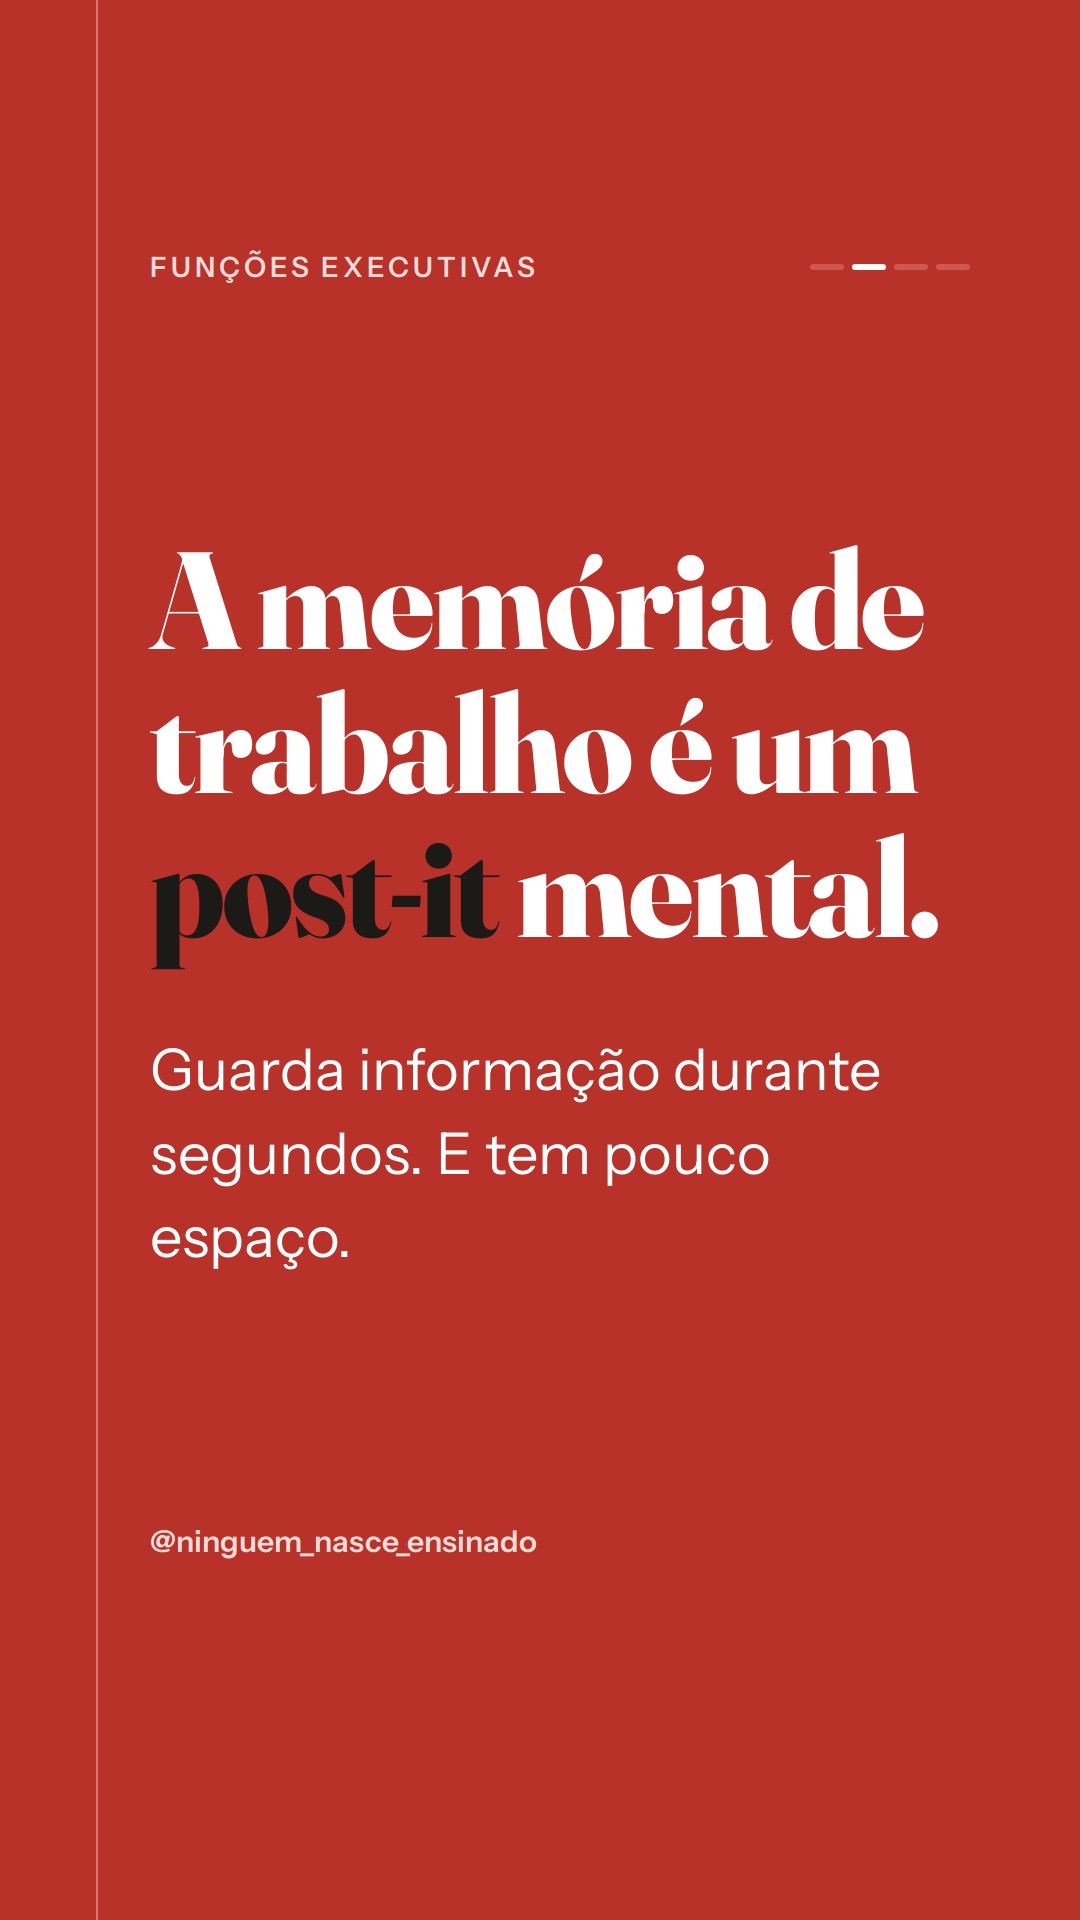 FUNÇÕES EXECUTIVAS
A memória de
trabalho é um
post-it mental.
Guarda informação durante
segundos. E tem pouco
espaço.
@ninguem_nasce_ensinado